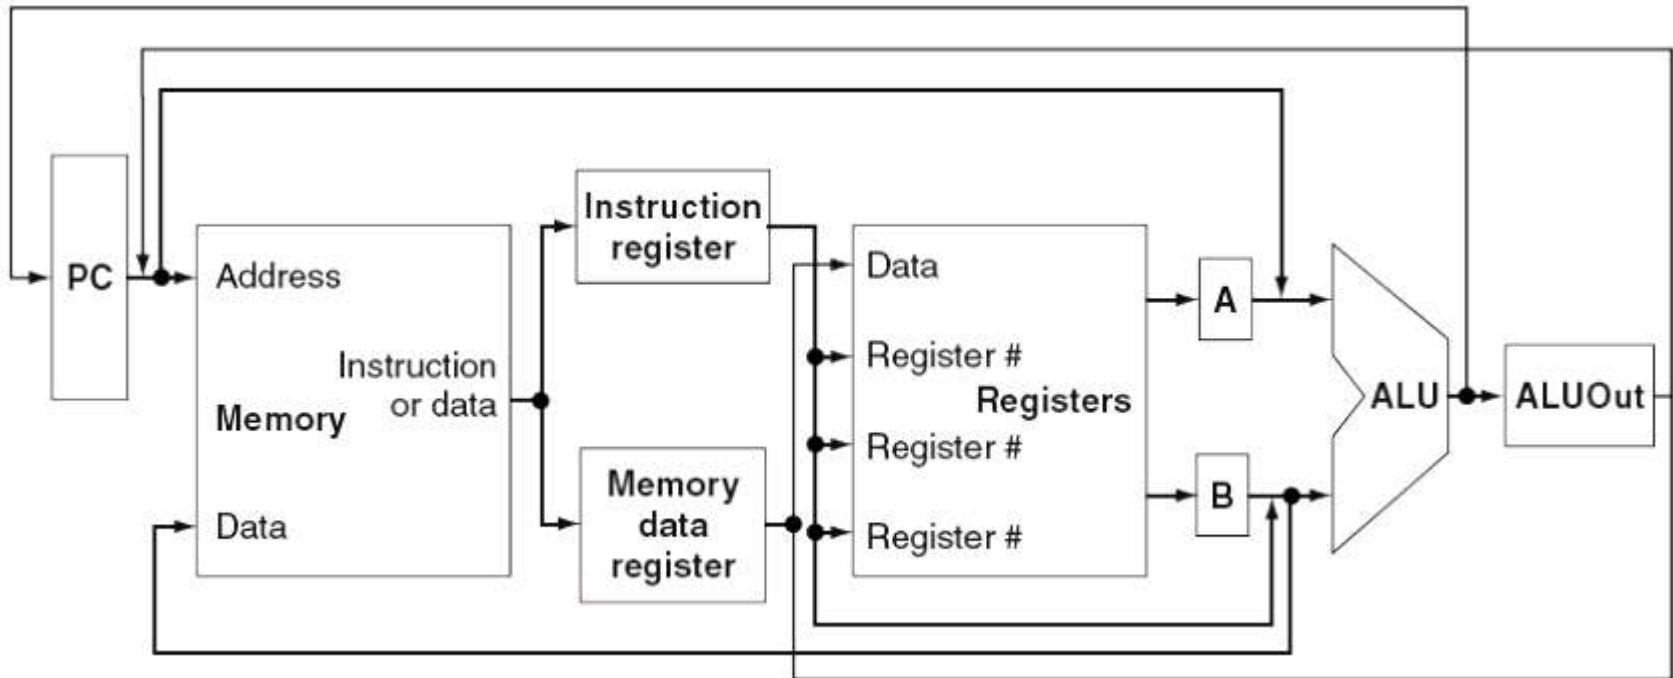 PC
Address
Instruction
or data
Memory
Data
Instruction
register
Memory
data
register
Data
Register #
Registers
Register #
Register #
A
B
ALU
ALUOut